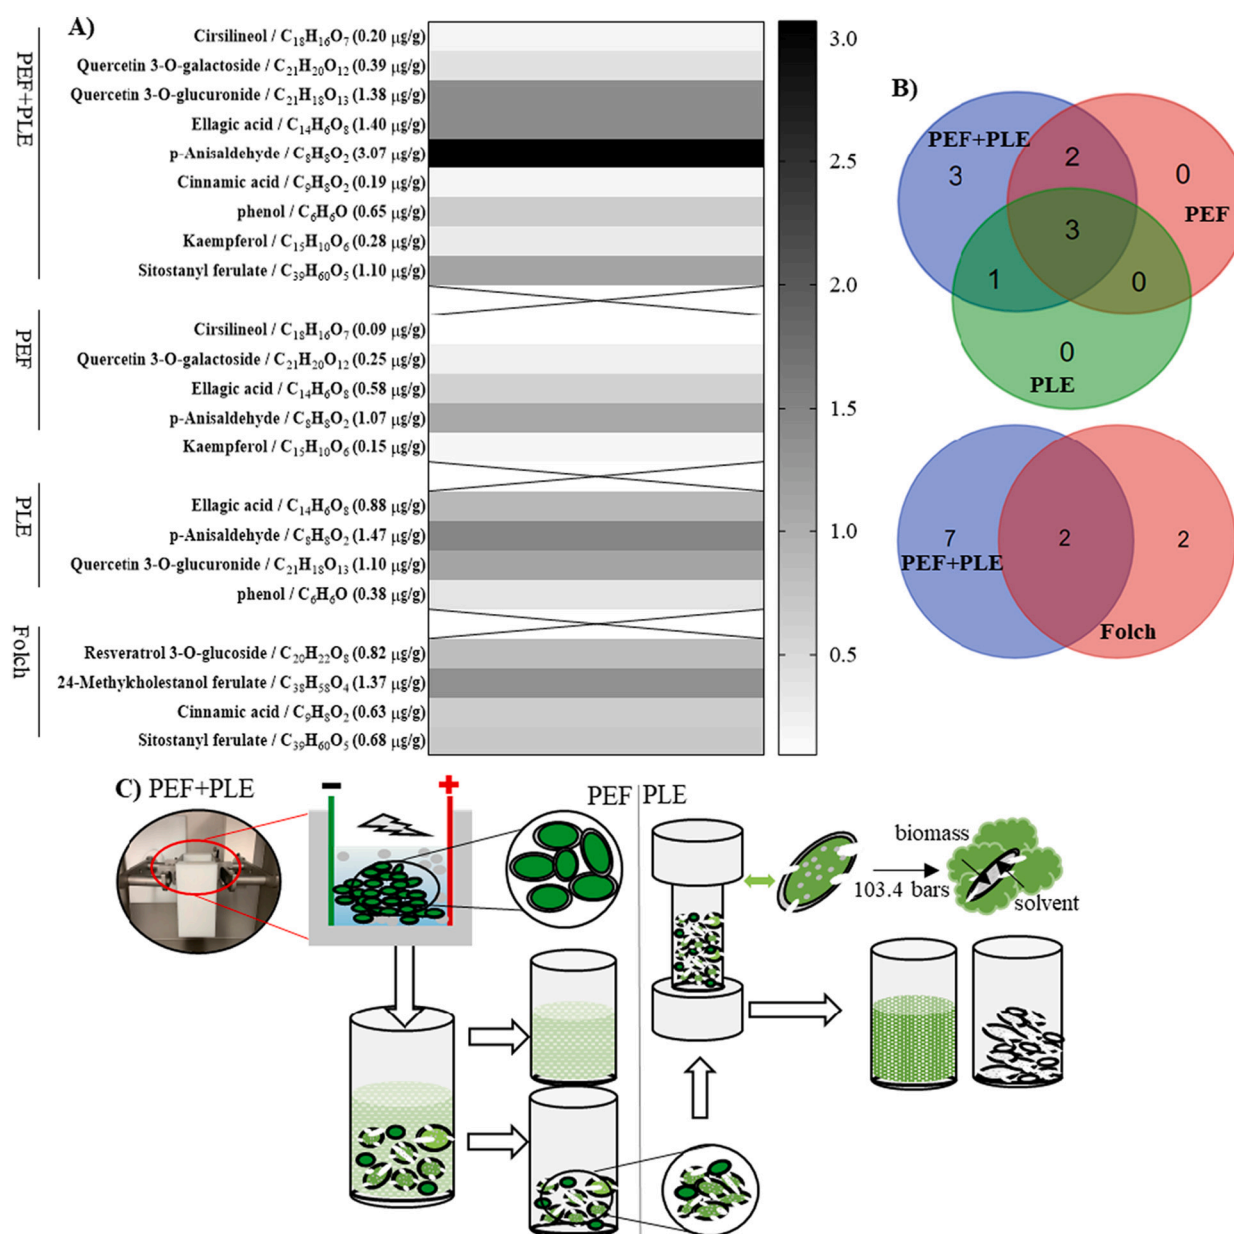 A)
PEF+PLE
Cirsilineol / C18H16O7 (0.20 µg/g)
Quercetin 3-O-galactoside / C21H20O12 (0.39 µg/g)
Quercetin 3-O-glucuronide / C21H18O13 (1.38 µg/g)
Ellagic acid / C14H6O8 (1.40 µg/g)
p-Anisaldehyde / C8H8O2 (3.07 µg/g)
Cinnamic acid / C9H8O2 (0.19 µg/g)
phenol / C6H6O (0.65 µg/g)
Kaempferol / C15H10O6 (0.28 µg/g)
Sitostanyl ferulate / C39H60O5 (1.10 µg/g)
PEF
Cirsilineol / C18H16O7 (0.09 µg/g)
Quercetin 3-O-galactoside / C21H20O12 (0.25 µg/g)
Ellagic acid / C14H6O8 (0.58 µg/g)
p-Anisaldehyde / C8H8O2 (1.07 µg/g)
Kaempferol / C15H10O6 (0.15 µg/g)
PLE
Ellagic acid / C14H6O8 (0.88 µg/g)
p-Anisaldehyde / C8H8O2 (1.47 µg/g)
Quercetin 3-O-glucuronide / C21H18O13 (1.10 µg/g)
phenol / C6H6O (0.38 µg/g)
Folch
Resveratrol 3-O-glucoside / C20H22O8 (0.82 µg/g)
24-Methylcholestanol ferulate / C38H58O4 (1.37 µg/g)
Cinnamic acid / C9H8O2 (0.63 µg/g)
Sitostanyl ferulate / C39H60O5 (0.68 µg/g)
3.0
2.5
2.0
1.5
1.0
0.5
B)
PEF+PLE
3
2
0
PEF
3
1
0
0
PLE
7
PEF+PLE
2
2
Folch
C) PEF+PLE
- +
PEF PLE
biomass
103.4 bars
solvent